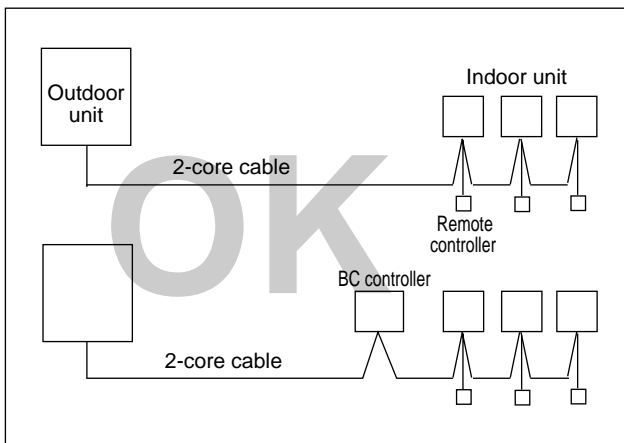 Outdoor
unit
Indoor unit
2-core cable
OK
Remote
controller
BC controller
2-core cable